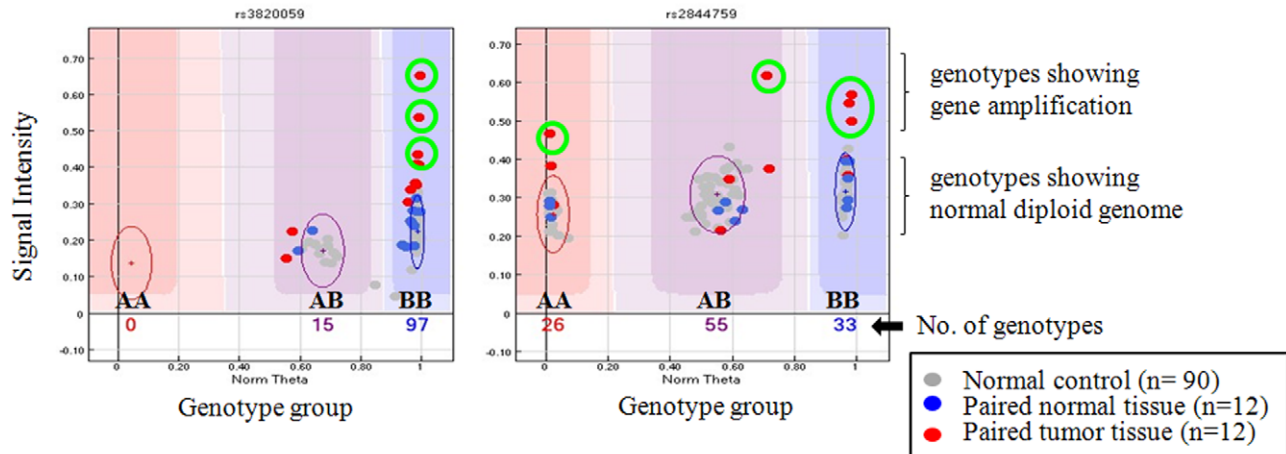 rs3820059
rs2844759
Signal Intensity
0.70
0.60
0.50
0.40
0.30
0.20
0.10
0
-0.10
AA
AB
BB
0
15
97
0
0.20
0.40
0.60
0.80
1
Norm Theta
Genotype group
0.70
0.60
0.50
0.40
0.30
0.20
0.10
0
-0.10
AA
AB
BB
26
55
33
0
0.20
0.40
0.60
0.80
1
Norm Theta
Genotype group
genotypes showing
gene amplification
genotypes showing
normal diploid genome
No. of genotypes
Normal control (n= 90)
Paired normal tissue (n=12)
Paired tumor tissue (n=12)